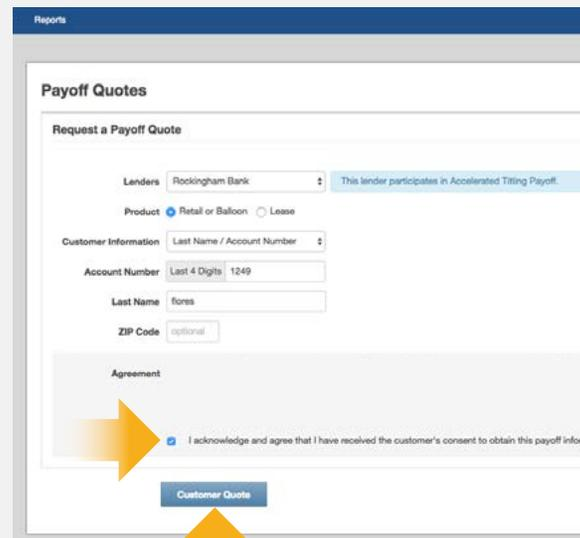 Reports
Payoff Quotes
Request a Payoff Quote
Lenders Rockingham Bank This lender participates in Accelerated Titling Payoff.
Product Retail or Balloon Lease
Customer Information Last Name / Account Number
Account Number Last 4 Digits 1249
Last Name flores
ZIP Code optional
Agreement
I acknowledge and agree that I have received the customer's consent to obtain this payoff info
Customer Quote